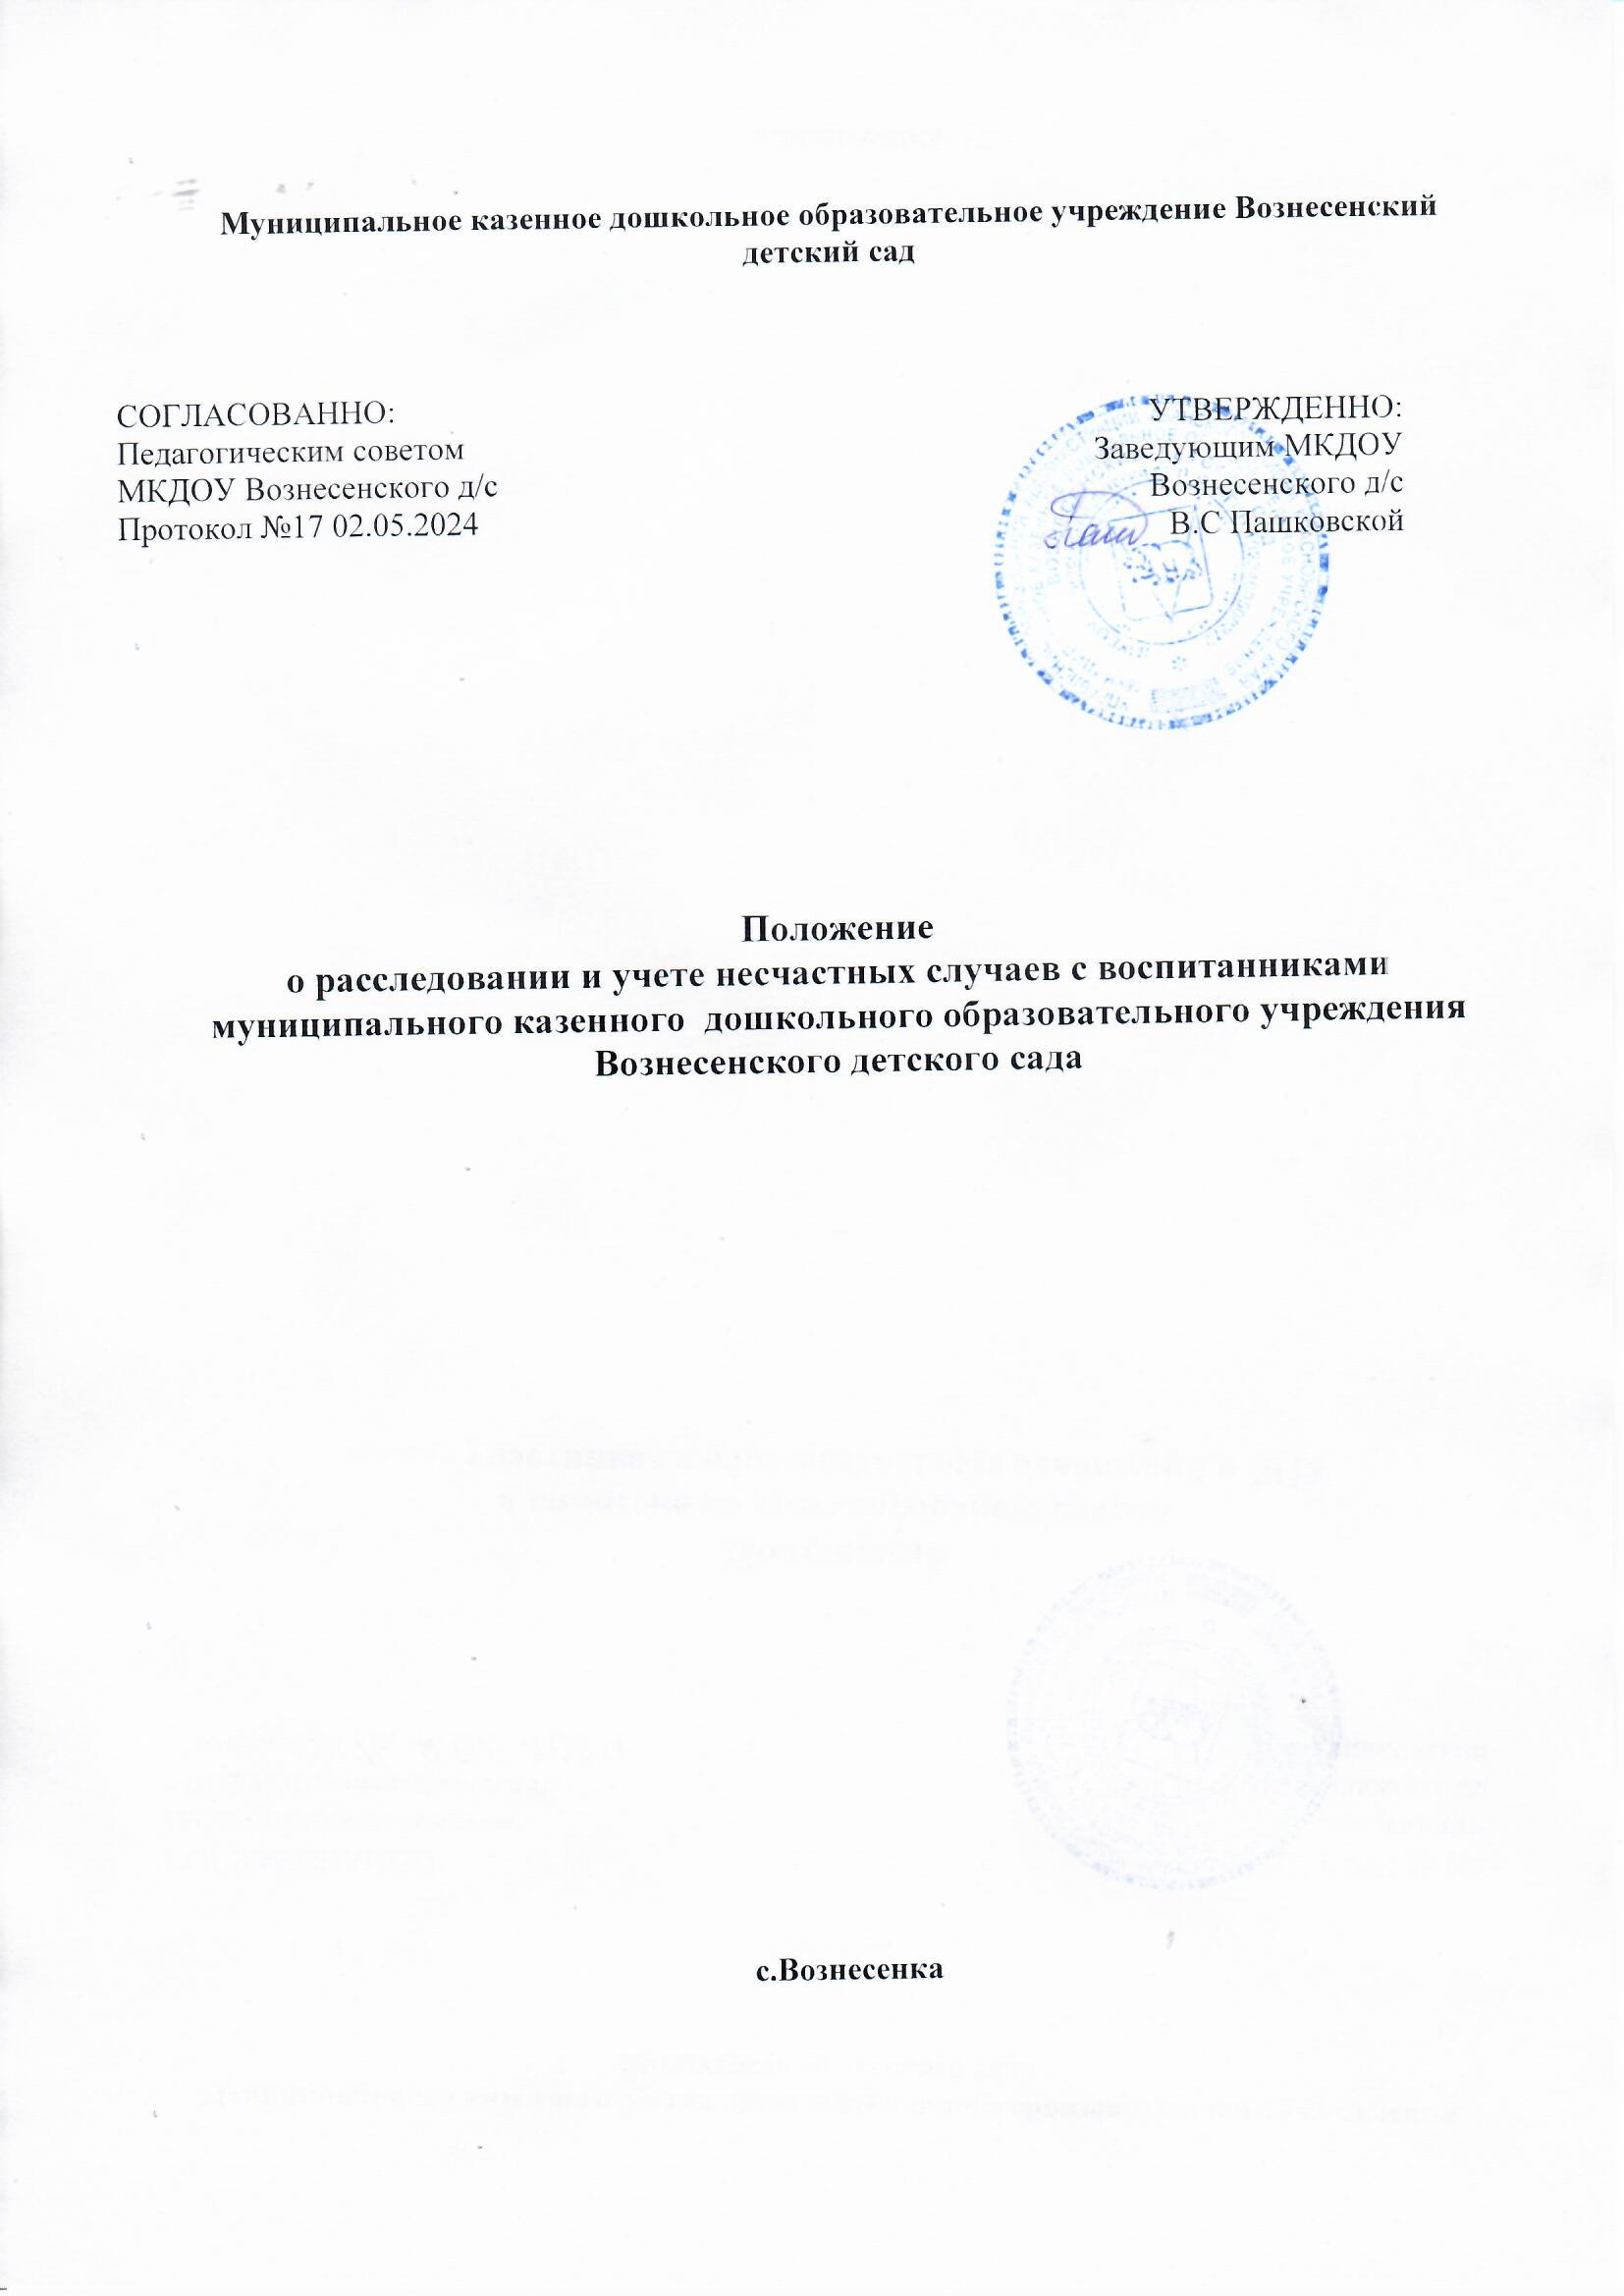 Муниципальное казенное дошкольное образовательное учреждение Вознесенский
детский сад
СОГЛАСОВАННО:
Педагогическим советом
МКДОУ Вознесенского д/с
Протокол №17 02.05.2024
УТВЕРЖДЕННО:
Заведующим МКДОУ
Вознесенского д/с
В.С Пашковской
Положение
о расследовании и учете несчастных случаев с воспитанниками
муниципального казенного дошкольного образовательного учреждения
Вознесенского детского сада
с.Вознесенка